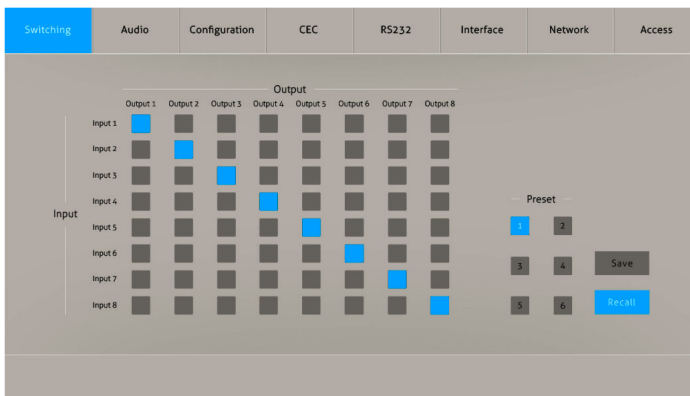 Switching Audio Configuration CEC RS232 Interface Network Access
Output
Output 1 Output 2 Output 3 Output 4 Output 5 Output 6 Output 7 Output 8
Input 1
Input 2
Input 3
Input 4
Input
Input 5
Input 6
Input 7
Input 8
Preset
1 2
3 4
5 6
Save
Recall